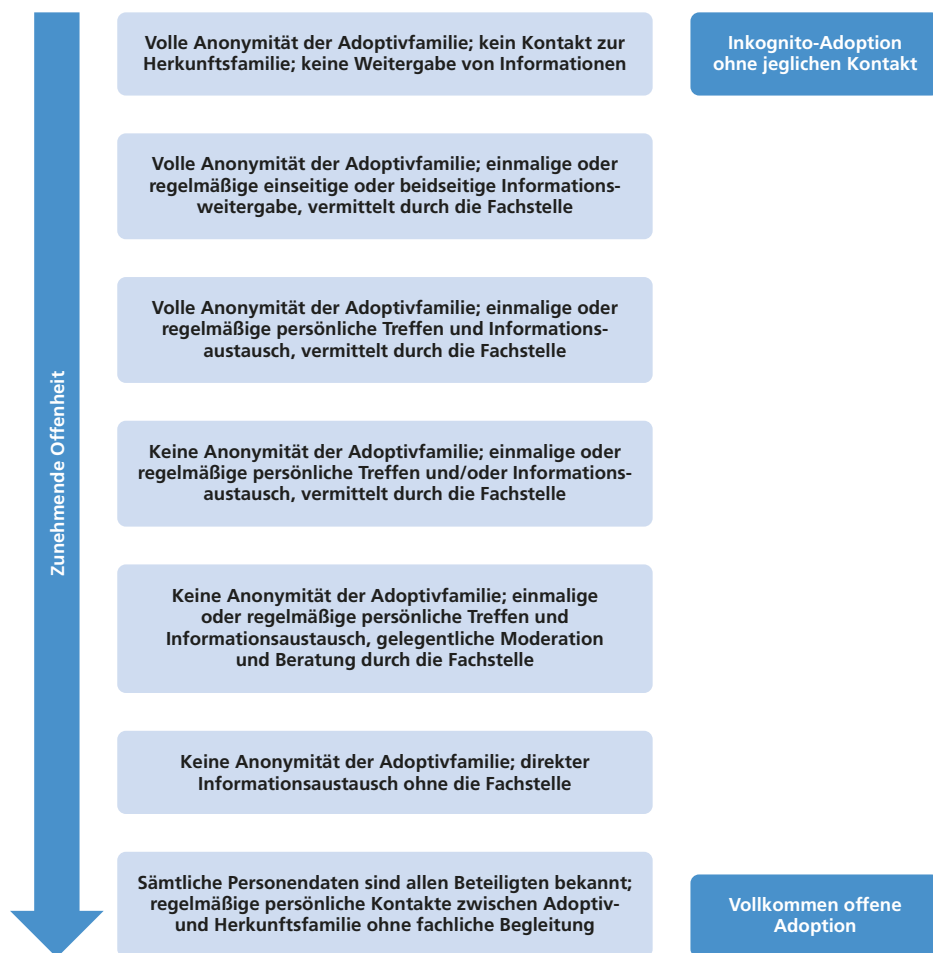 Zunehmende Offenheit
Volle Anonymität der Adoptivfamilie; kein Kontakt zur
Herkunftsfamilie; keine Weitergabe von Informationen
Inkognito-Adoption
ohne jeglichen Kontakt
Volle Anonymität der Adoptivfamilie; einmalige oder
regelmäßige einseitige oder beidseitige Informations-
weitergabe, vermittelt durch die Fachstelle
Volle Anonymität der Adoptivfamilie; einmalige oder
regelmäßige persönliche Treffen und Informations-
austausch, vermittelt durch die Fachstelle
Keine Anonymität der Adoptivfamilie; einmalige oder
regelmäßige persönliche Treffen und/oder Informations-
austausch, vermittelt durch die Fachstelle
Keine Anonymität der Adoptivfamilie; einmalige
oder regelmäßige persönliche Treffen und
Informationsaustausch, gelegentliche Moderation
und Beratung durch die Fachstelle
Keine Anonymität der Adoptivfamilie; direkter
Informationsaustausch ohne die Fachstelle
Sämtliche Personendaten sind allen Beteiligten bekannt;
regelmäßige persönliche Kontakte zwischen Adoptiv-
und Herkunftsfamilie ohne fachliche Begleitung
Vollkommen offene
Adoption